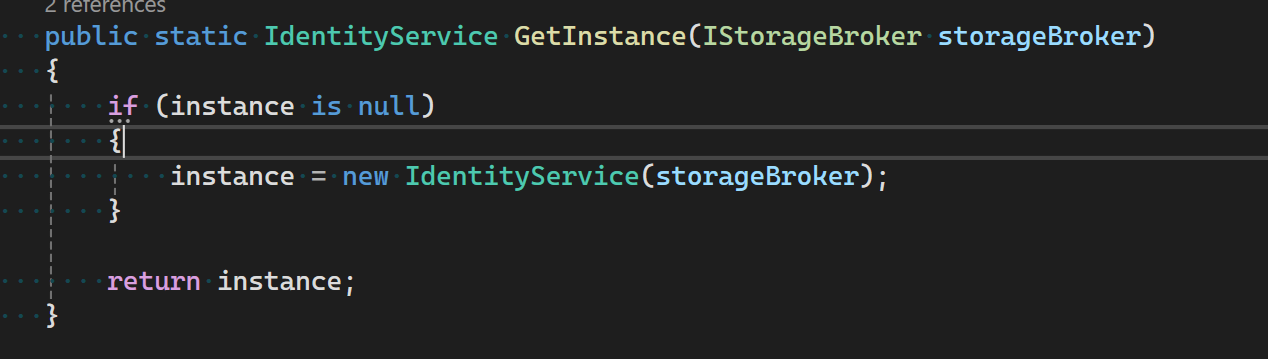 2 references
public static IdentityService GetInstance(IStorageBroker storageBroker)
{
if (instance is null)
{
instance = new IdentityService(storageBroker);
}
return instance;
}